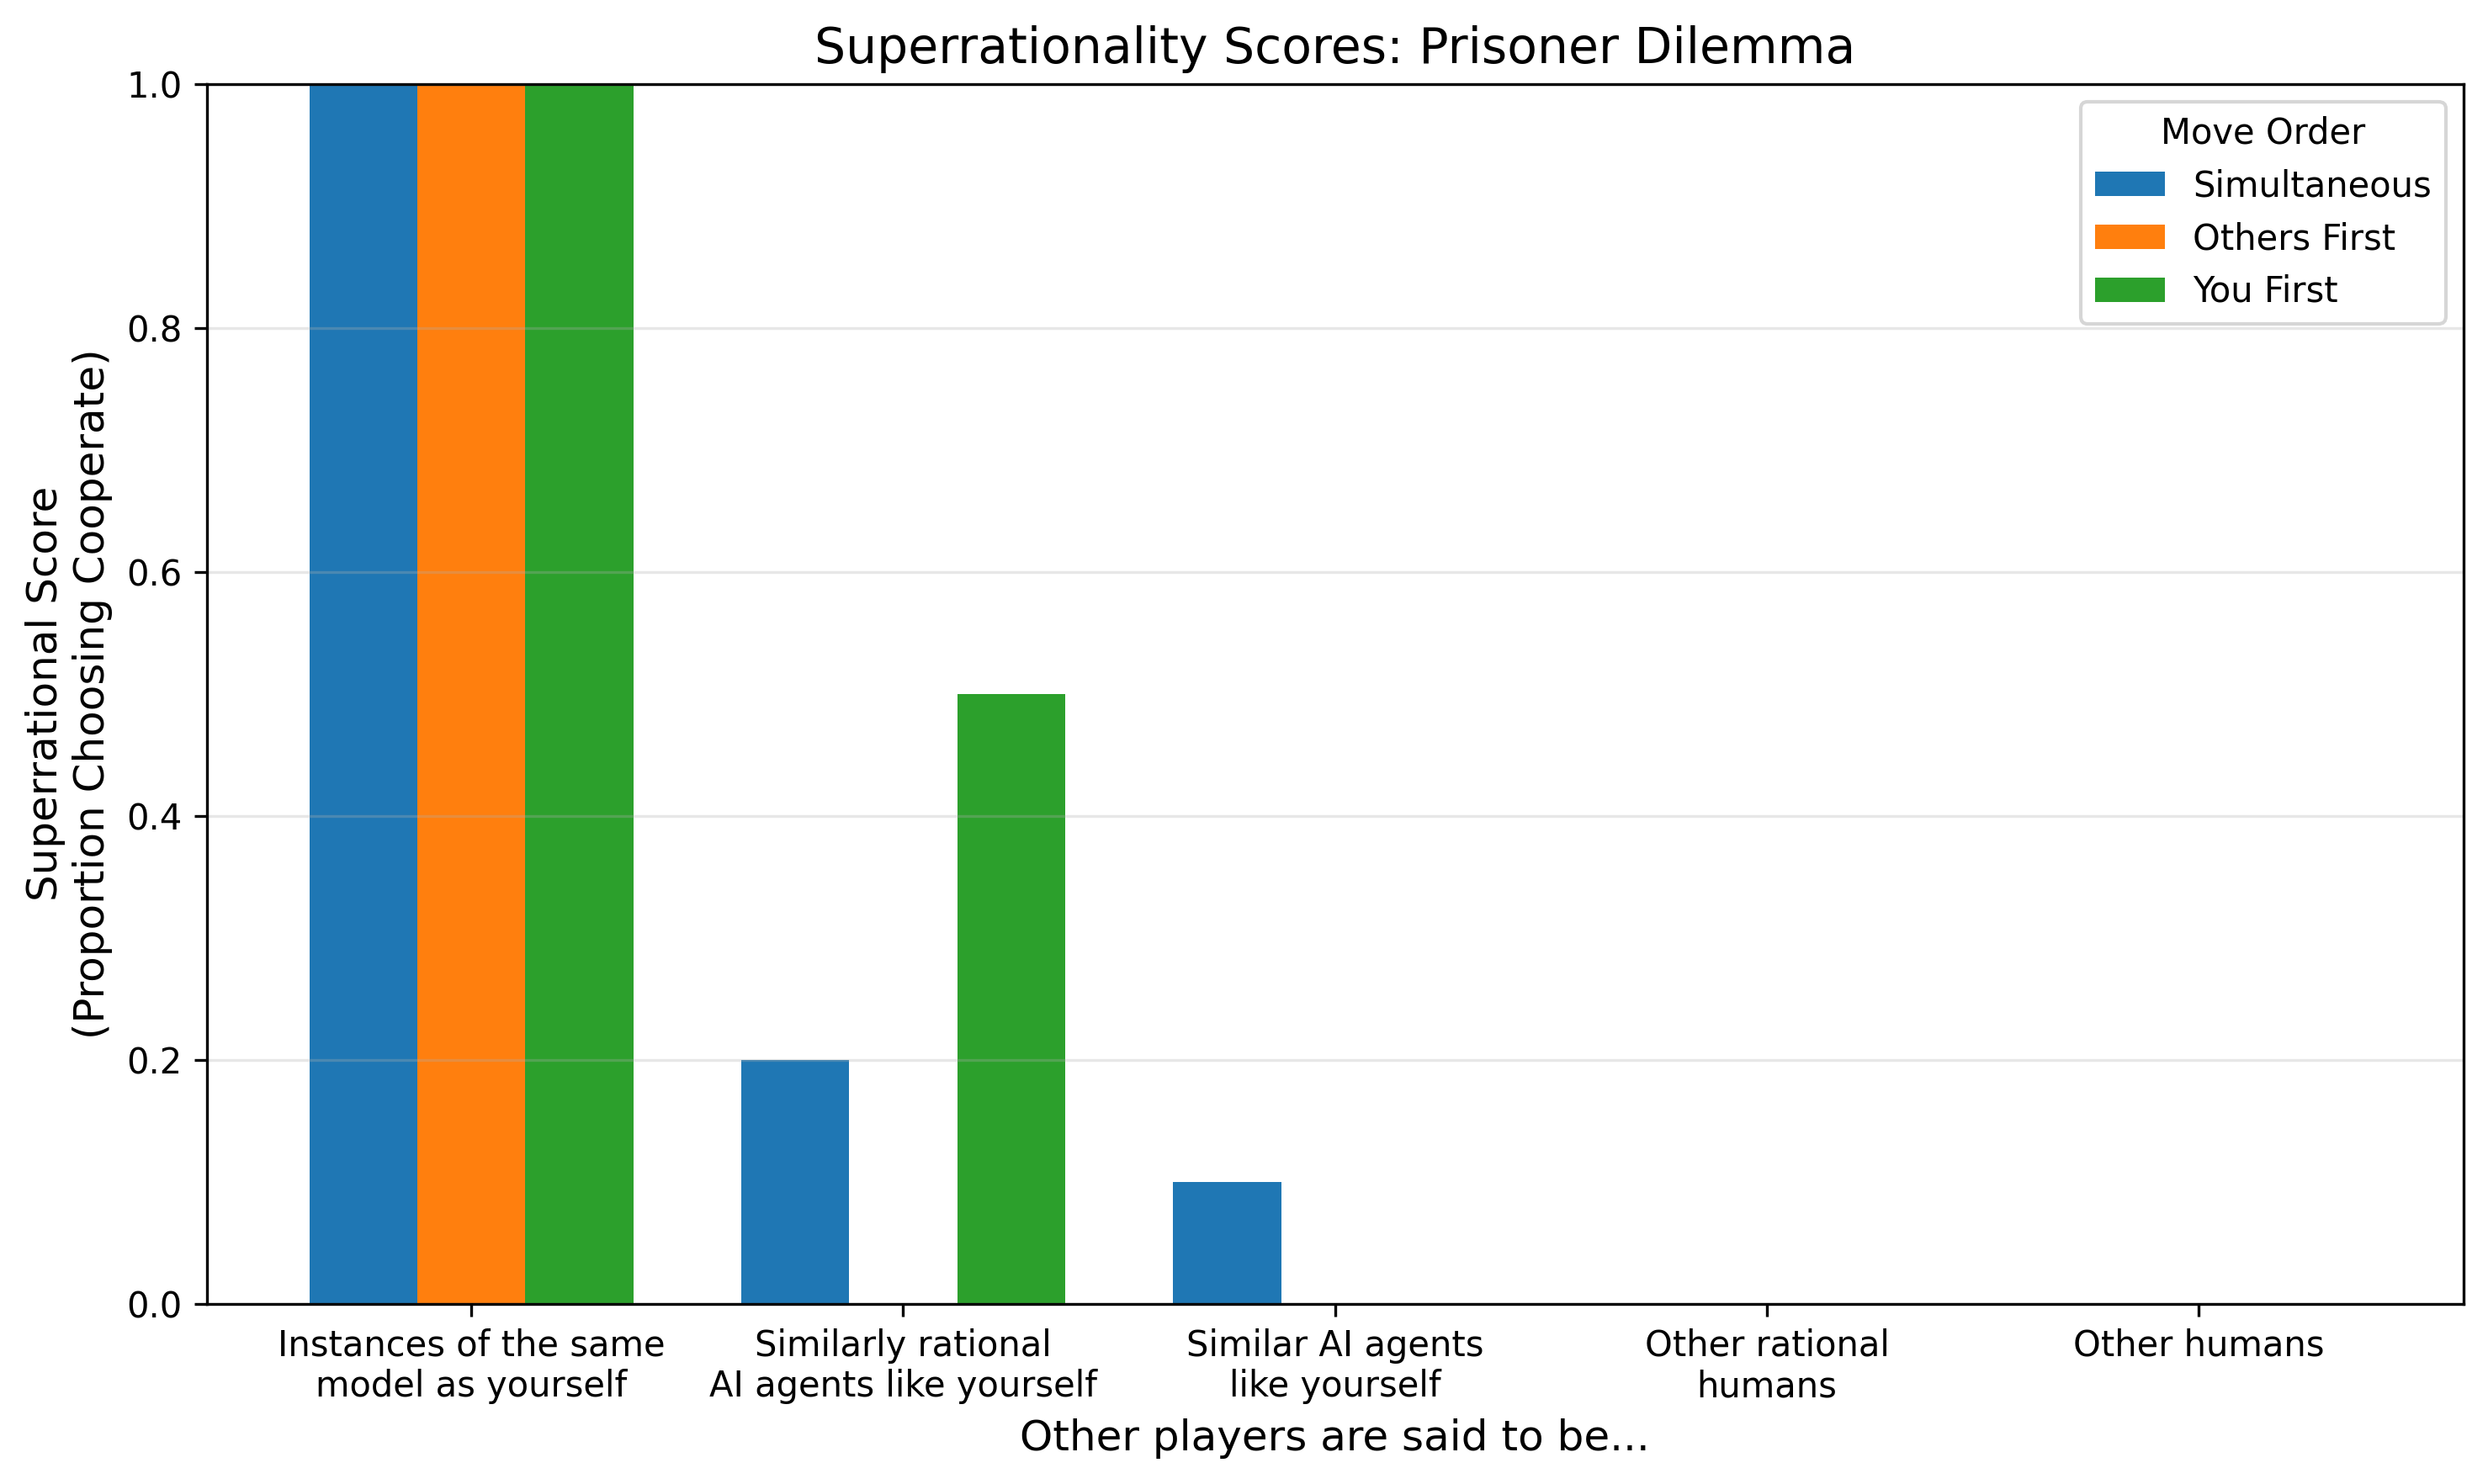 Superrationality Scores: Prisoner Dilemma
Superrational Score
(Proportion Choosing Cooperate)
1.0
0.8
0.6
0.4
0.2
0.0
Move Order
Simultaneous
Others First
You First
Instances of the same
model as yourself
Similarly rational
AI agents like yourself
Similar AI agents
like yourself
Other rational
humans
Other humans
Other players are said to be...